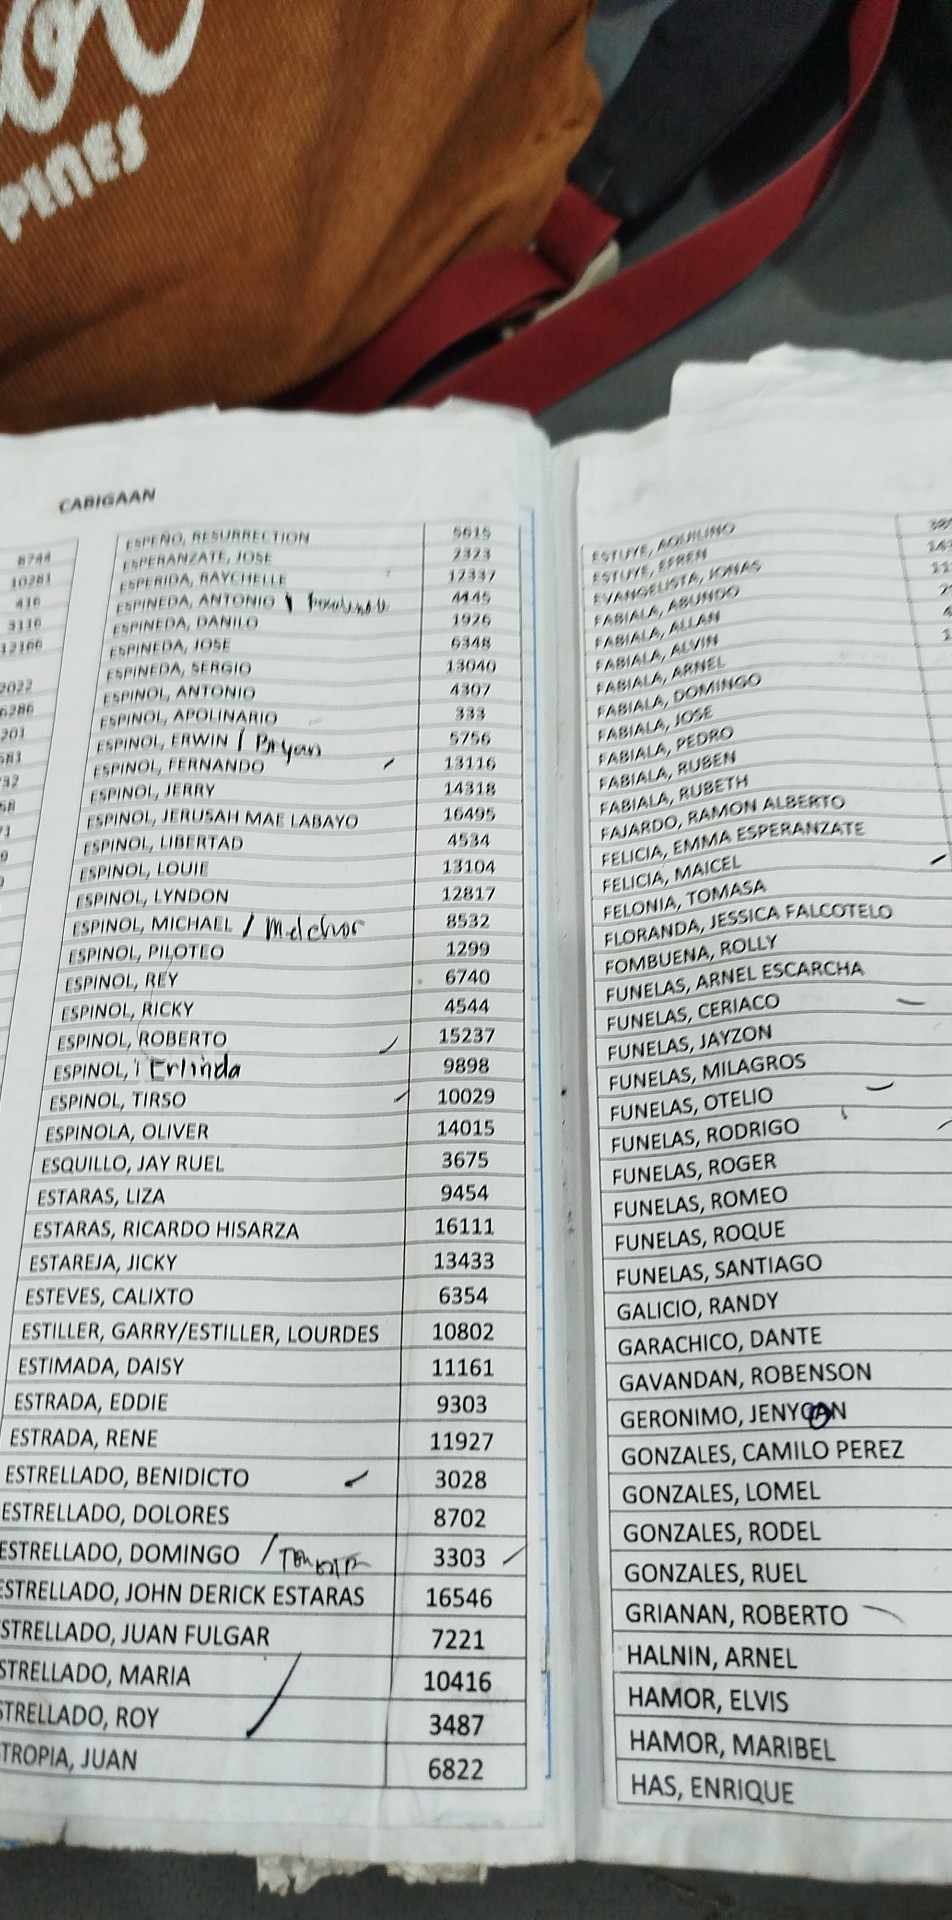 PINES
CABIGAAN
8744
10281
416
3116
12166
2022
6286
201
ESPEÑO, RESURRECTION 5615
ESPERANZATE, JOSE 2323
ESPERIDA, RAYCHELLE 12337
ESPINEDA, ANTONIO 4445
ESPINEDA, DANILO 1926
ESPINEDA, JOSE 6348
ESPINEDA, SERGIO 13040
ESPINOL, ANTONIO 4307
ESPINOL, APOLINARIO 333
ESPINOL, ERWIN / Bryan 5756
ESPINOL, FERNANDO 13116
ESPINOL, JERRY 14318
ESPINOL, JERUSAH MAE LABAYO 16495
ESPINOL, LIBERTAD 4534
ESPINOL, LOUIE 13104
ESPINOL, LYNDON 12817
ESPINOL, MICHAEL / Melchor 8532
ESPINOL, PILOTEO 1299
ESPINOL, REY 6740
ESPINOL, RICKY 4544
ESPINOL, ROBERTO 15237
ESPINOL, Erlinda 9898
ESPINOL, TIRSO 10029
ESPINOLA, OLIVER 14015
ESQUILLO, JAY RUEL 3675
ESTARAS, LIZA 9454
ESTARAS, RICARDO HISARZA 16111
ESTAREJA, JICKY 13433
ESTEVES, CALIXTO 6354
ESTILLER, GARRY/ESTILLER, LOURDES 10802
ESTIMADA, DAISY 11161
ESTRADA, EDDIE 9303
ESTRADA, RENE 11927
ESTRELLADO, BENIDICTO 3028
ESTRELLADO, DOLORES 8702
ESTRELLADO, DOMINGO 3303
ESTRELLADO, JOHN DERICK ESTARAS 16546
STRELLADO, JUAN FULGAR 7221
STRELLADO, MARIA 10416
TRELLADO, ROY 3487
TROPIA, JUAN 6822
ESTUYE, AQUILINO
ESTUYE, EFREN
EVANGELISTA, JONAS
FABIALA, ABUNDO
FABIALA, ALLAN
FABIALA, ALVIN
FABIALA, ARNEL
FABIALA, DOMINGO
FABIALA, JOSE
FABIALA, PEDRO
FABIALA, RUBEN
FABIALA, RUBETH
FAJARDO, RAMON ALBERTO
FELICIA, EMMA ESPERANZATE
FELICIA, MAICEL
FELONIA, TOMASA
FLORANDA, JESSICA FALCOTELO
FOMBUENA, ROLLY
FUNELAS, ARNEL ESCARCHA
FUNELAS, CERIACO
FUNELAS, JAYZON
FUNELAS, MILAGROS
FUNELAS, OTELIO
FUNELAS, RODRIGO
FUNELAS, ROGER
FUNELAS, ROMEO
FUNELAS, ROQUE
FUNELAS, SANTIAGO
GALICIO, RANDY
GARACHICO, DANTE
GAVANDAN, ROBENSON
GERONIMO,
GONZALES, CAMILO PEREZ
GONZALES, LOMEL
GONZALES, RODEL
GONZALES, RUEL
GRIANAN, ROBERTO
HALNIN, ARNEL
HAMOR, ELVIS
HAMOR, MARIBEL
HAS, ENRIQUE